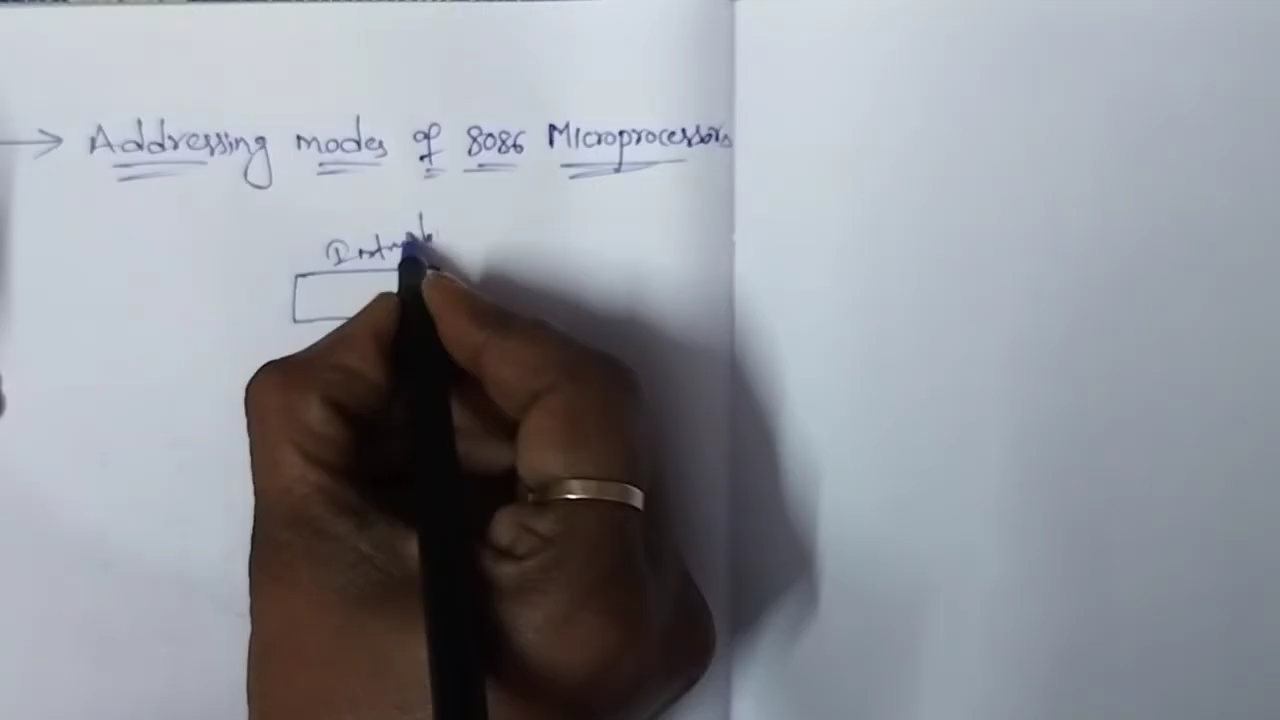 → Addressing modes of 8086 Microprocessors